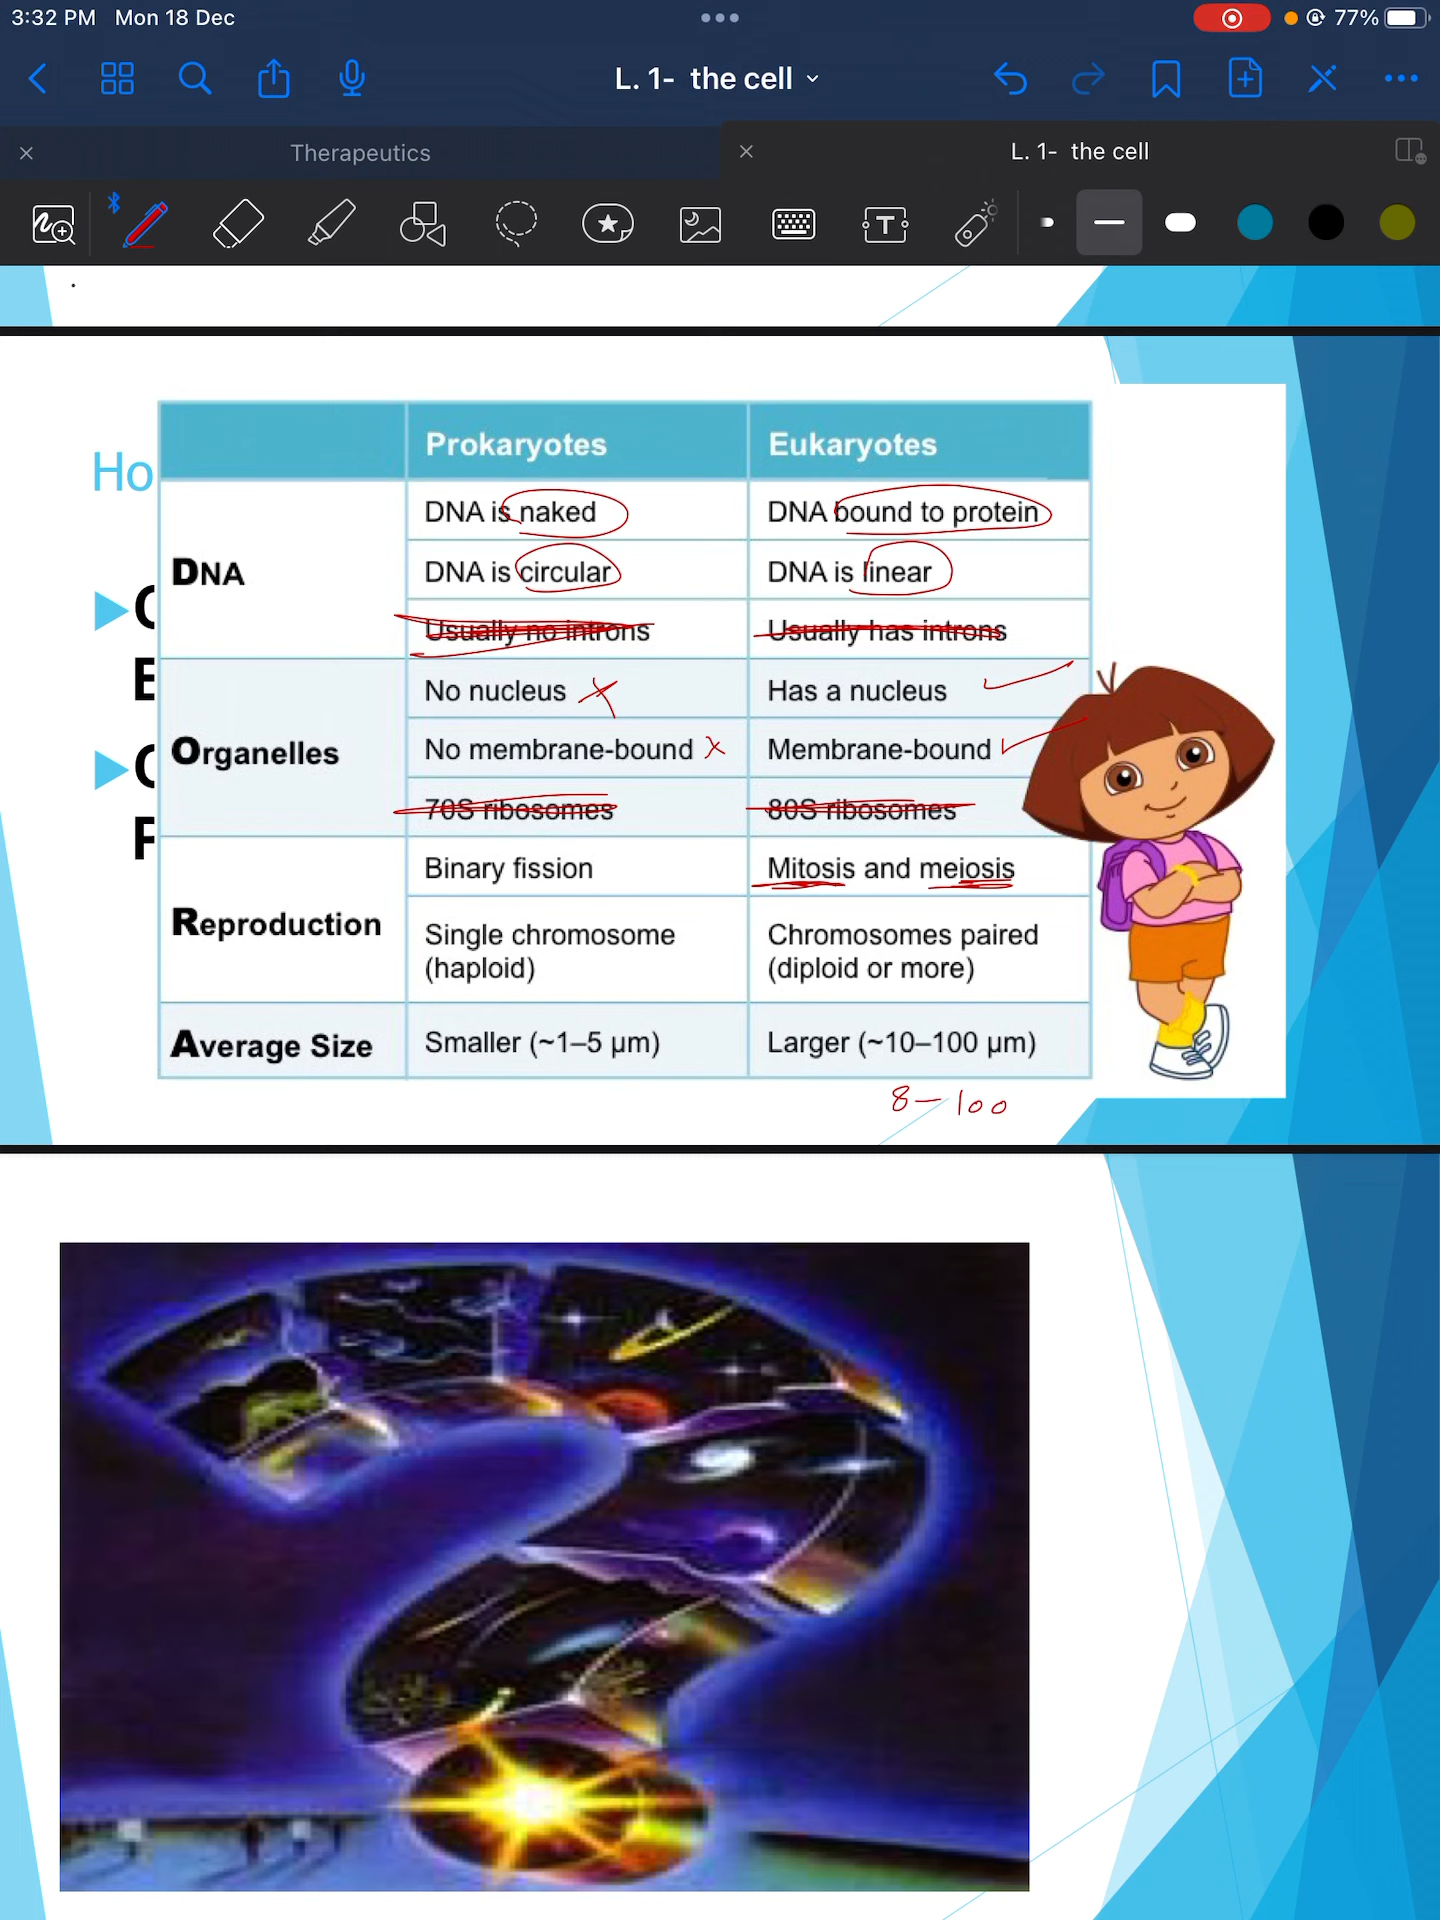 3:32 PM Mon 18 Dec
77%
L. 1- the cell
Therapeutics
L. 1- the cell
T
Ho
Prokaryotes Eukaryotes
DNA is naked DNA bound to protein
DNA
DNA is circular DNA is linear
Usually no introns Usually has introns
No nucleus Has a nucleus
Organelles
No membrane-bound Membrane-bound
70S ribosomes 80S ribosomes
Binary fission Mitosis and meiosis
Reproduction
Single chromosome Chromosomes paired
(haploid) (diploid or more)
Average Size
Smaller (~1–5 µm) Larger (~10–100 µm)
8 – 100